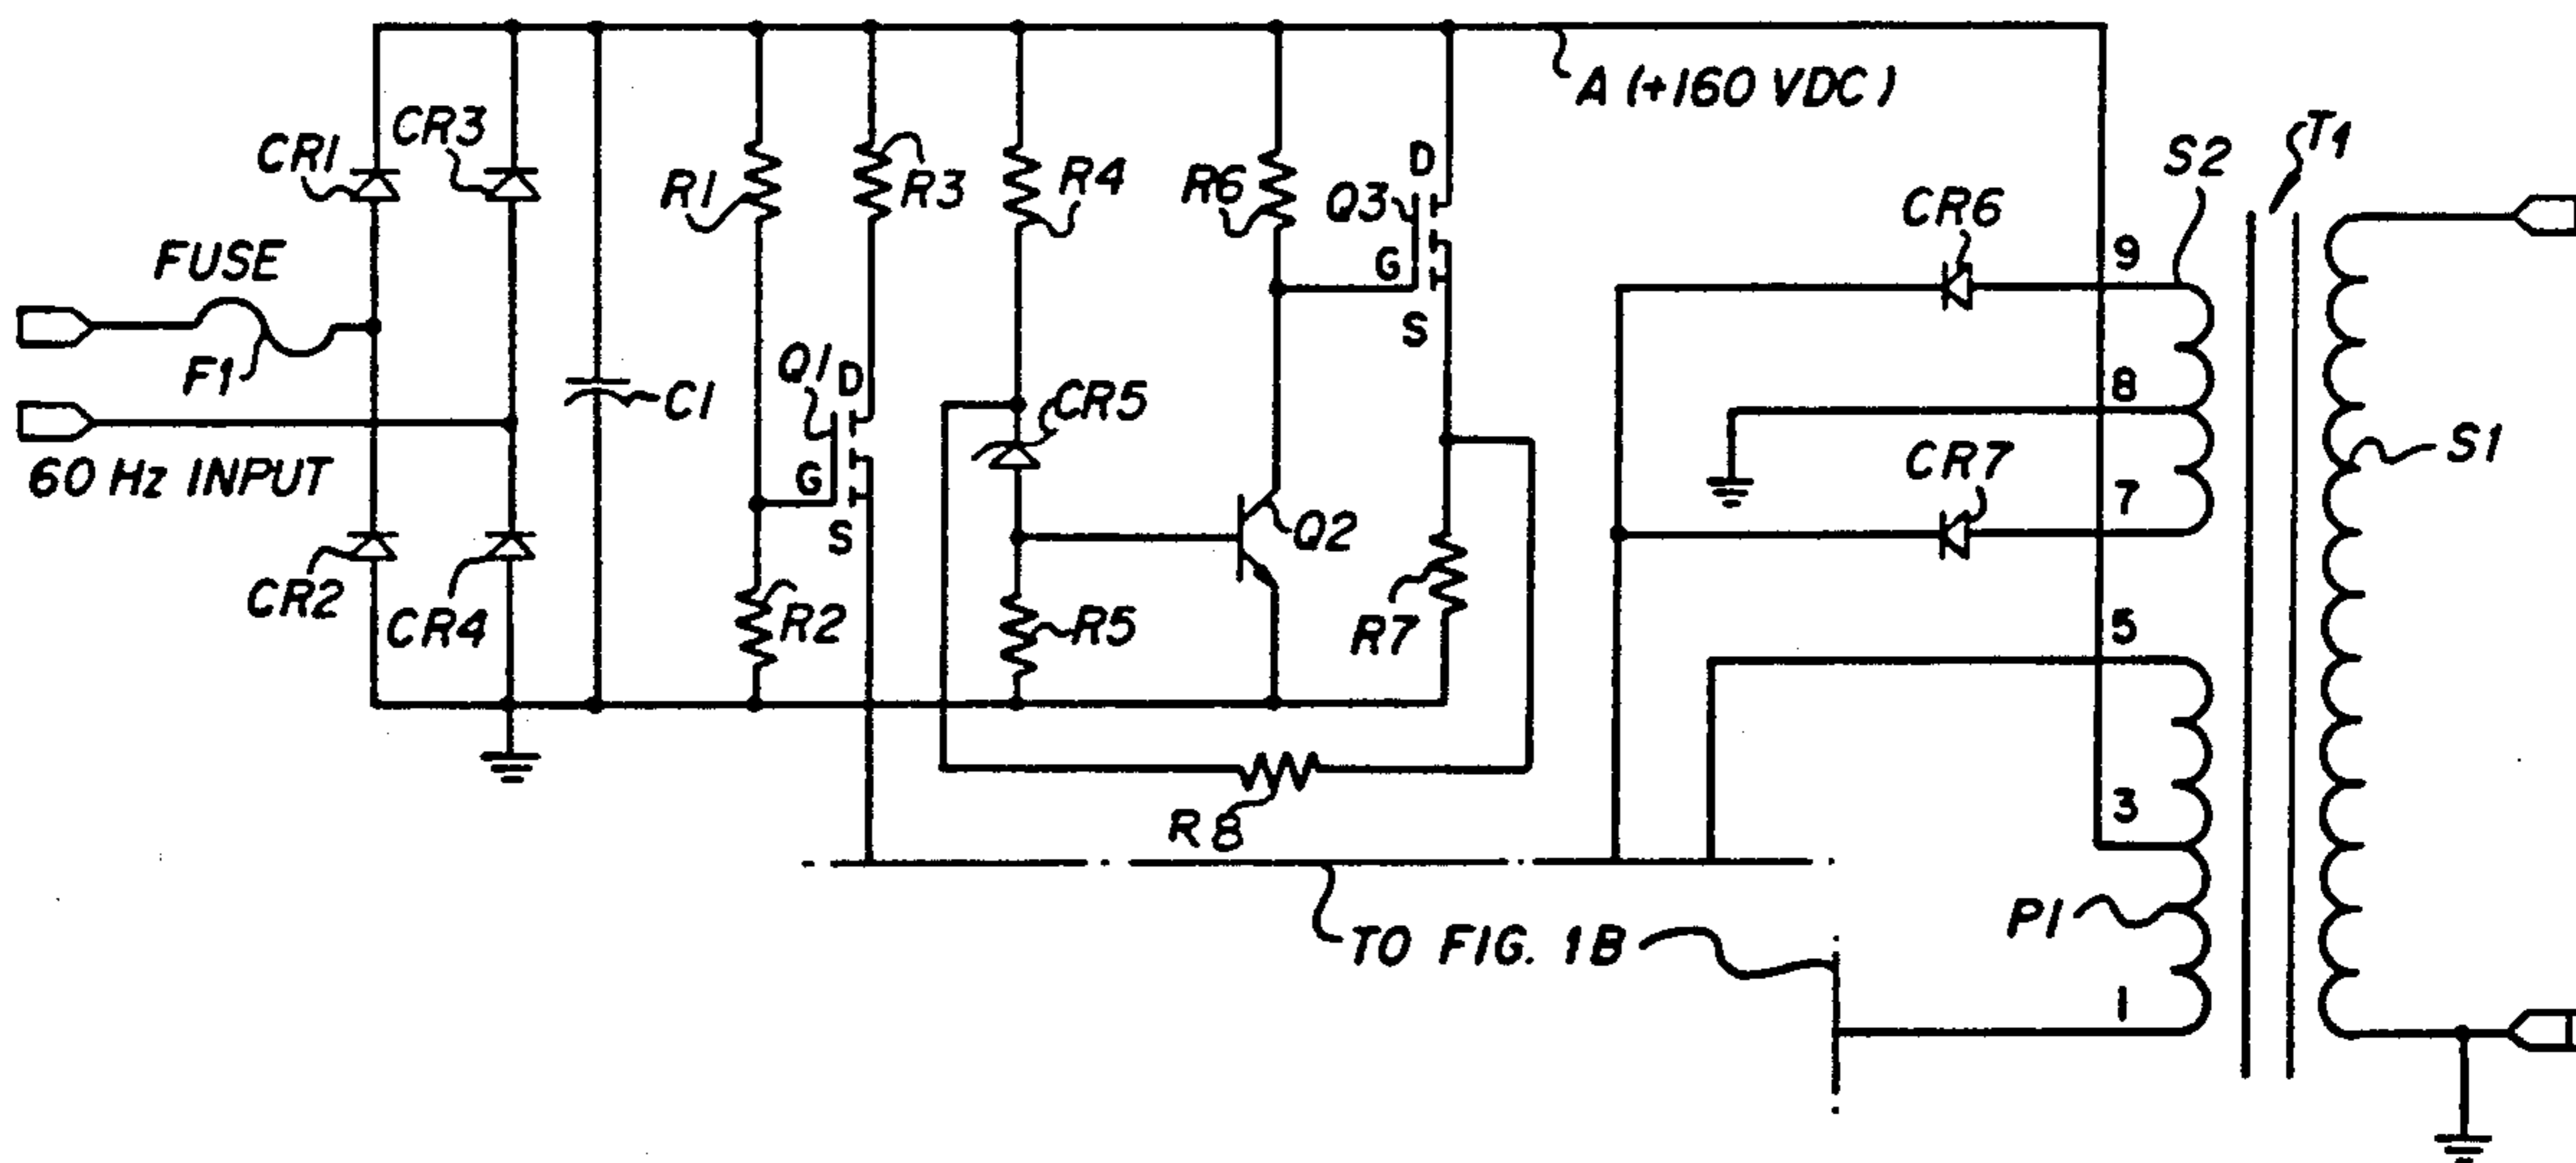 A (+160 VDC)
T1
CR1
CR3
R1
R3
R4
R6
Q3
D
G
S
S2
CR6
9
FUSE
F1
8
C1
Q1
D
G
S
CR5
CR7
S1
60 Hz INPUT
7
Q2
CR2
CR4
R2
R5
R7
5
R8
3
TO FIG. 1B
P1
1